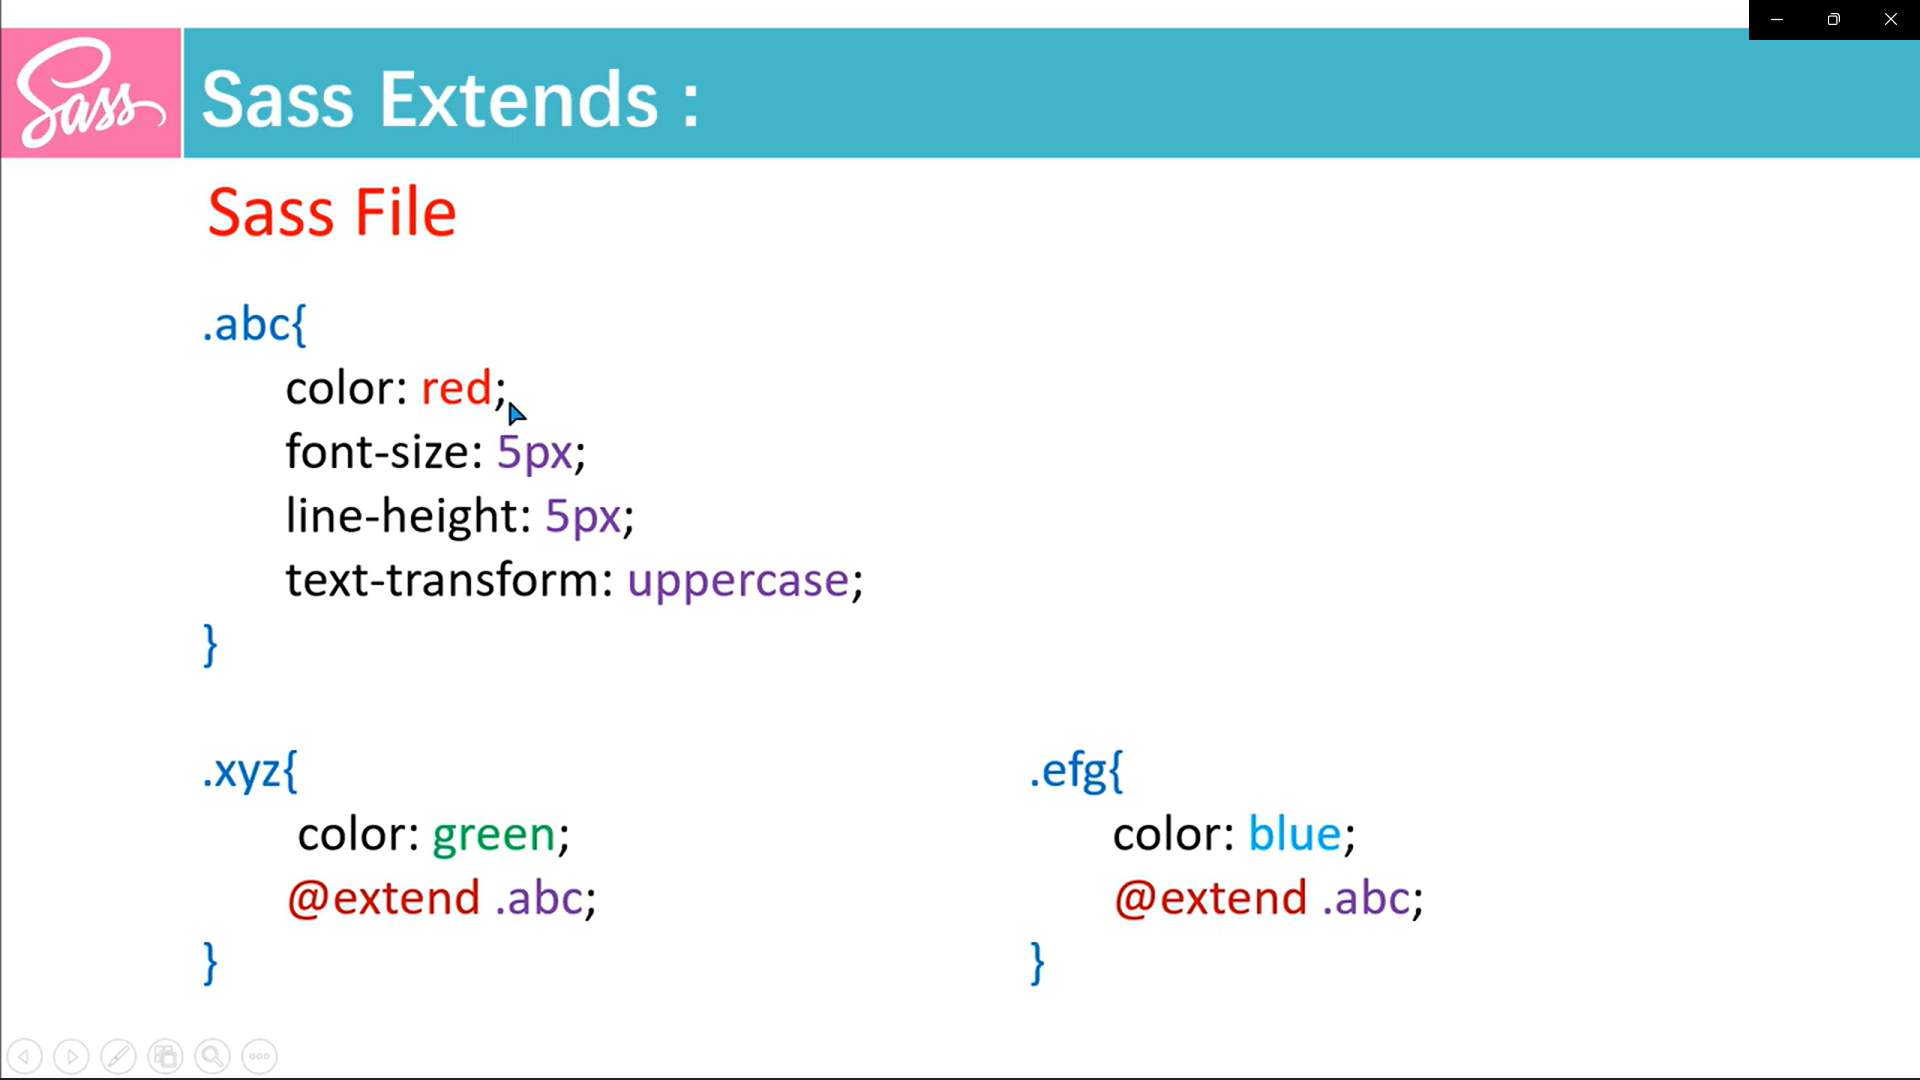 Sass
Sass Extends :
Sass File
.abc{
color: red;
font-size: 5px;
line-height: 5px;
text-transform: uppercase;
}
.xyz{
color: green;
@extend .abc;
}
.efg{
color: blue;
@extend .abc;
}